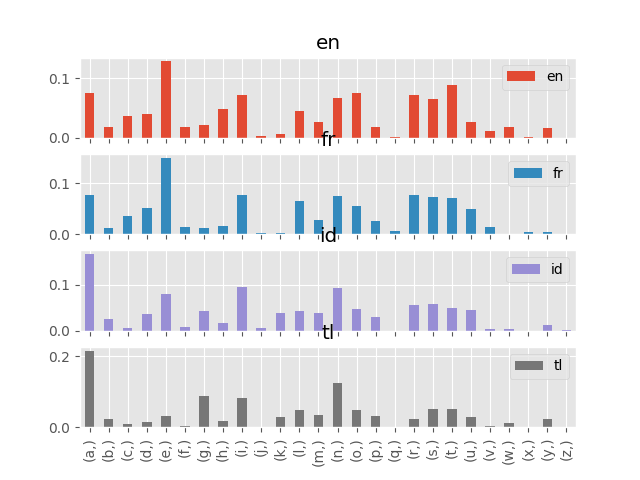 en
0.1
0.0
en
fr
0.1
0.0
fr
id
0.1
0.0
id
tl
0.2
0.0
tl
(a,) (b,) (c,) (d,) (e,) (f,) (g,) (h,) (i,) (j,) (k,) (l,) (m,) (n,) (o,) (p,) (q,) (r,) (s,) (t,) (u,) (v,) (w,) (x,) (y,) (z,)